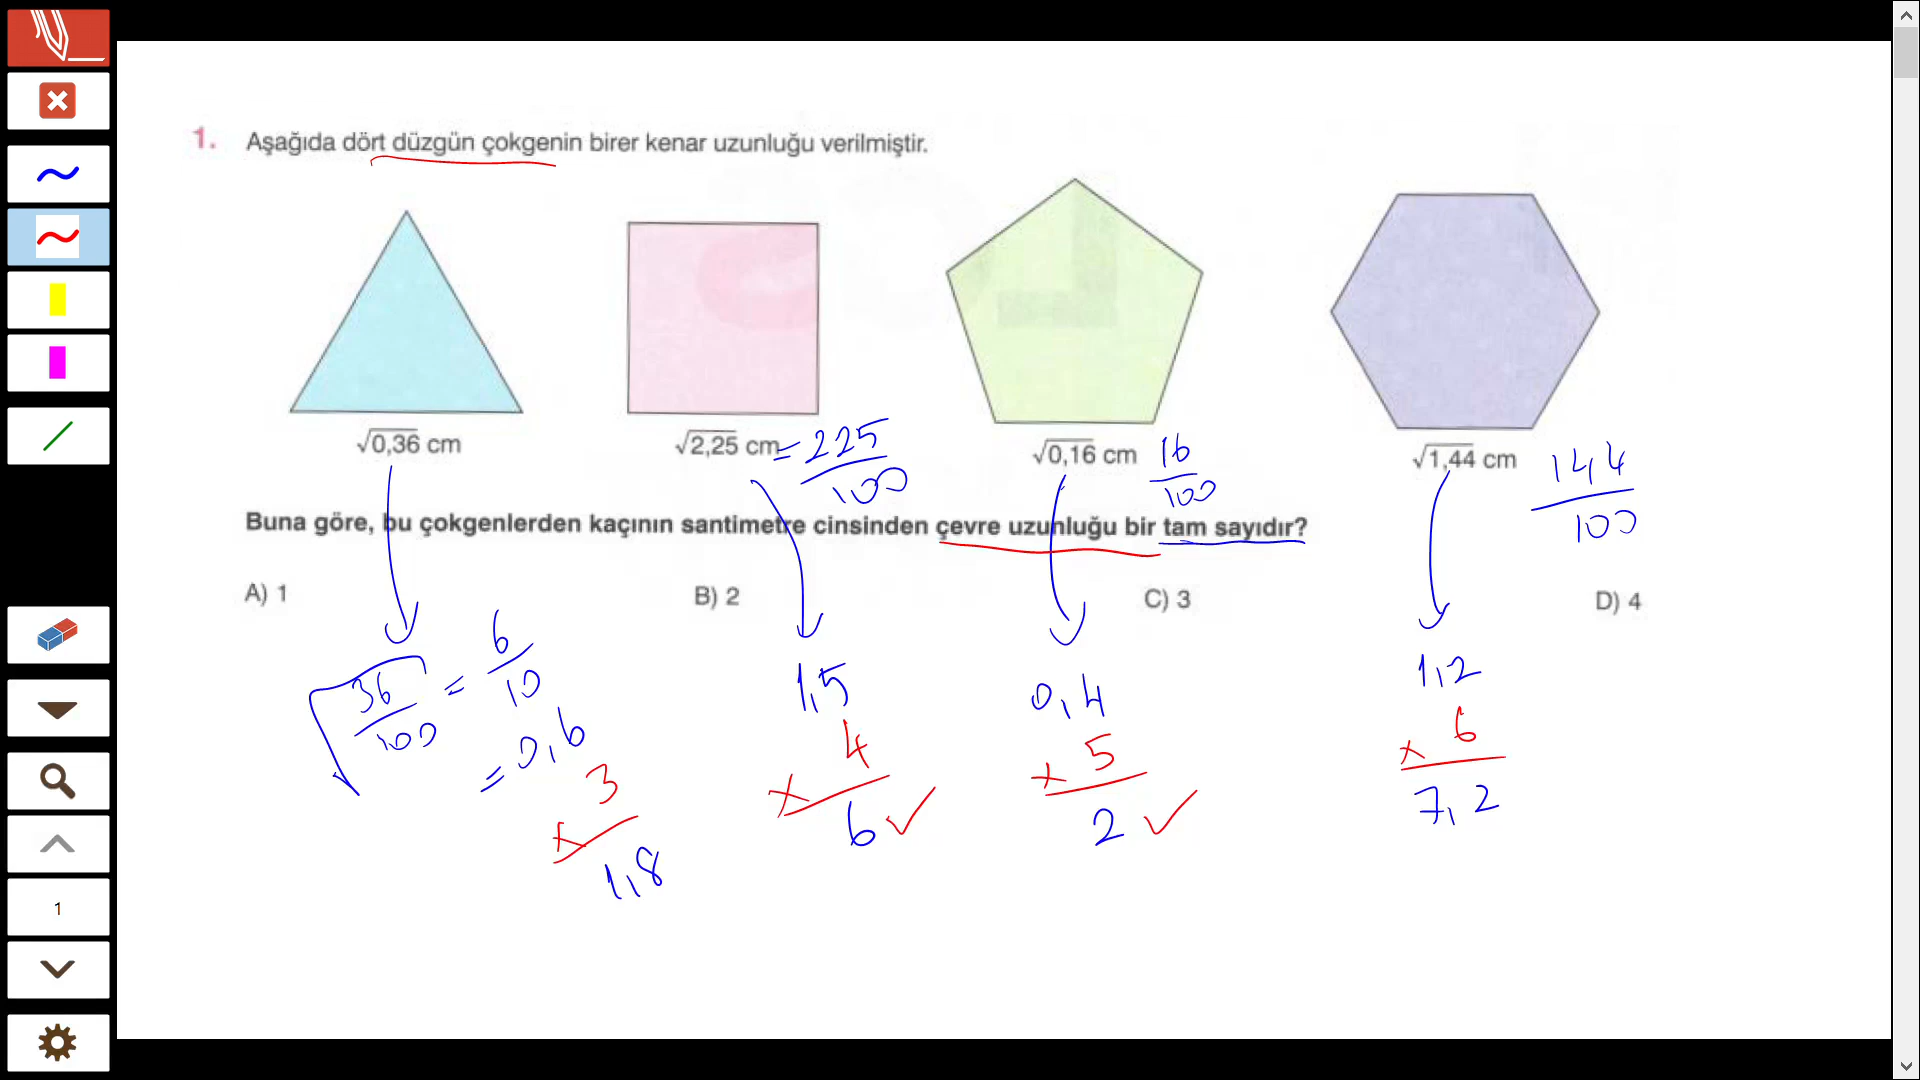 1. Aşağıda dört düzgün çokgenin birer kenar uzunluğu verilmiştir.
√0,36 cm
√2,25 cm = 225/100
√0,16 cm 16/100
√1,44 cm 144/100
Buna göre, bu çokgenlerden kaçının santimetre cinsinden çevre uzunluğu bir tam sayıdır?
A) 1
B) 2
C) 3
D) 4
√36/100 = 6/10
= 0,6
x 3
1,8
1,5
x 4
6 ✓
0,4
x 5
2 ✓
1,2
x 6
7,2
1